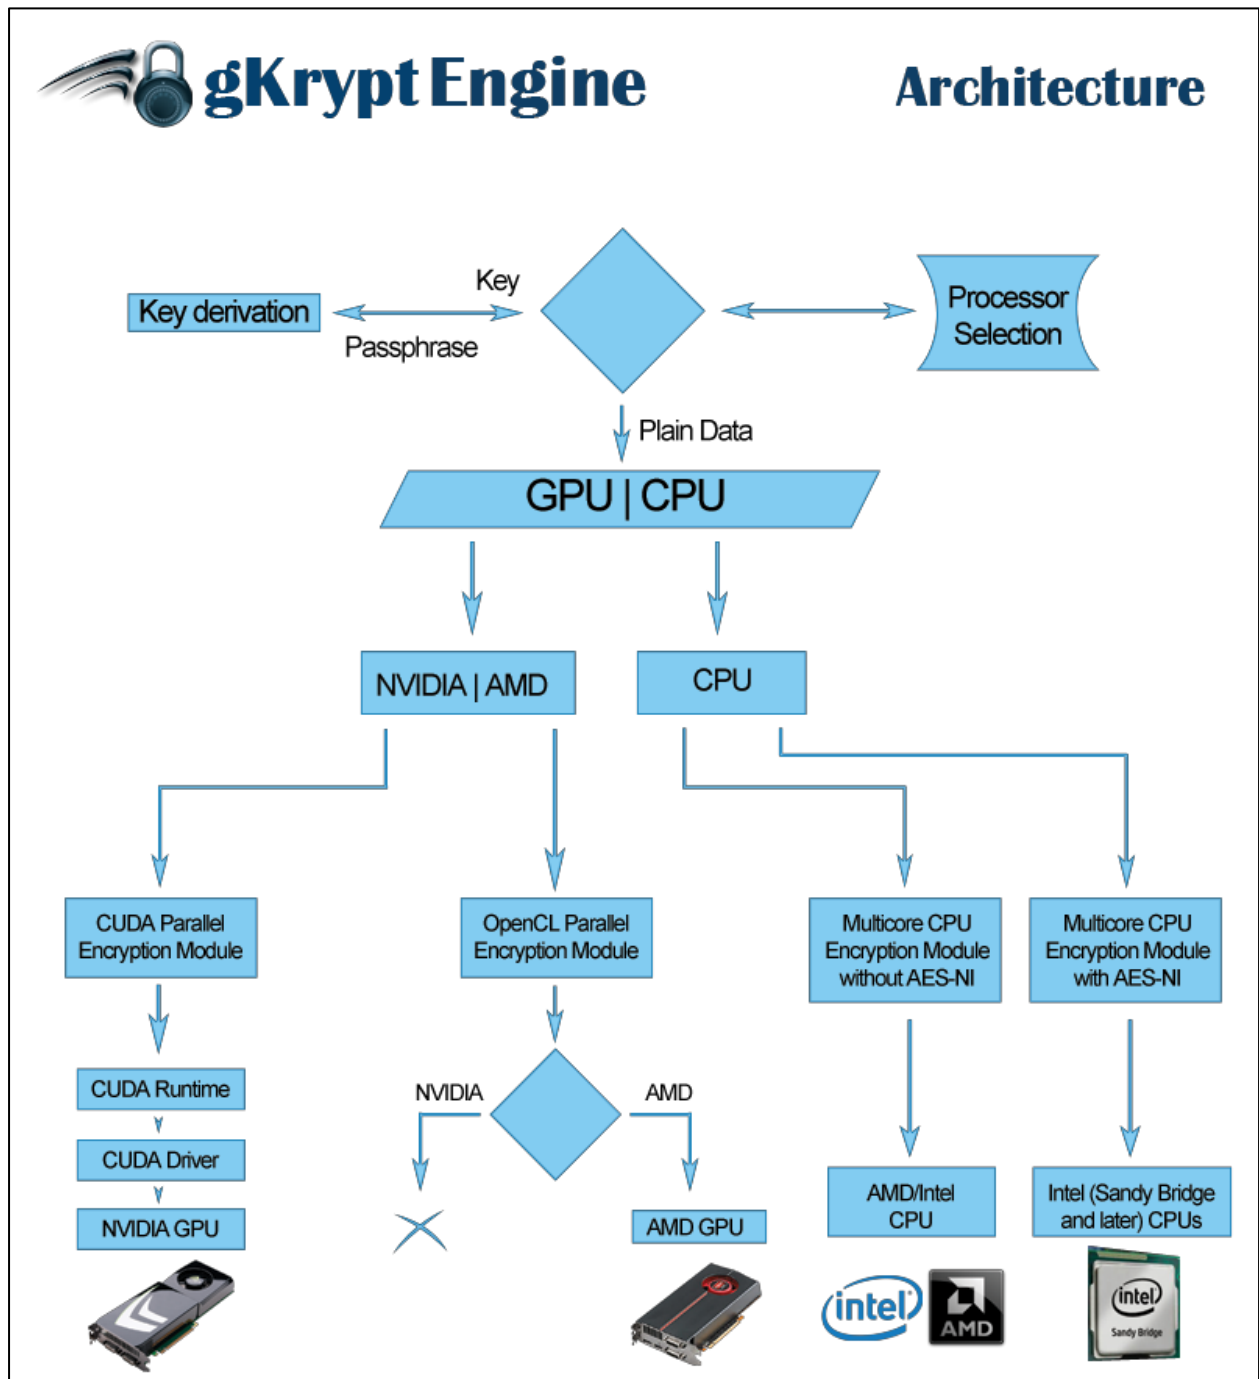 gKrypt Engine
Architecture
Key
Key derivation
Passphrase
Processor
Selection
Plain Data
GPU | CPU
NVIDIA | AMD
CPU
CUDA Parallel
Encryption Module
OpenCL Parallel
Encryption Module
Multicore CPU
Encryption Module
without AES-NI
Multicore CPU
Encryption Module
with AES-NI
CUDA Runtime
NVIDIA
AMD
CUDA Driver
NVIDIA GPU
AMD GPU
AMD/Intel
CPU
Intel (Sandy Bridge
and later) CPUs
intel
AMD
intel
Sandy Bridge